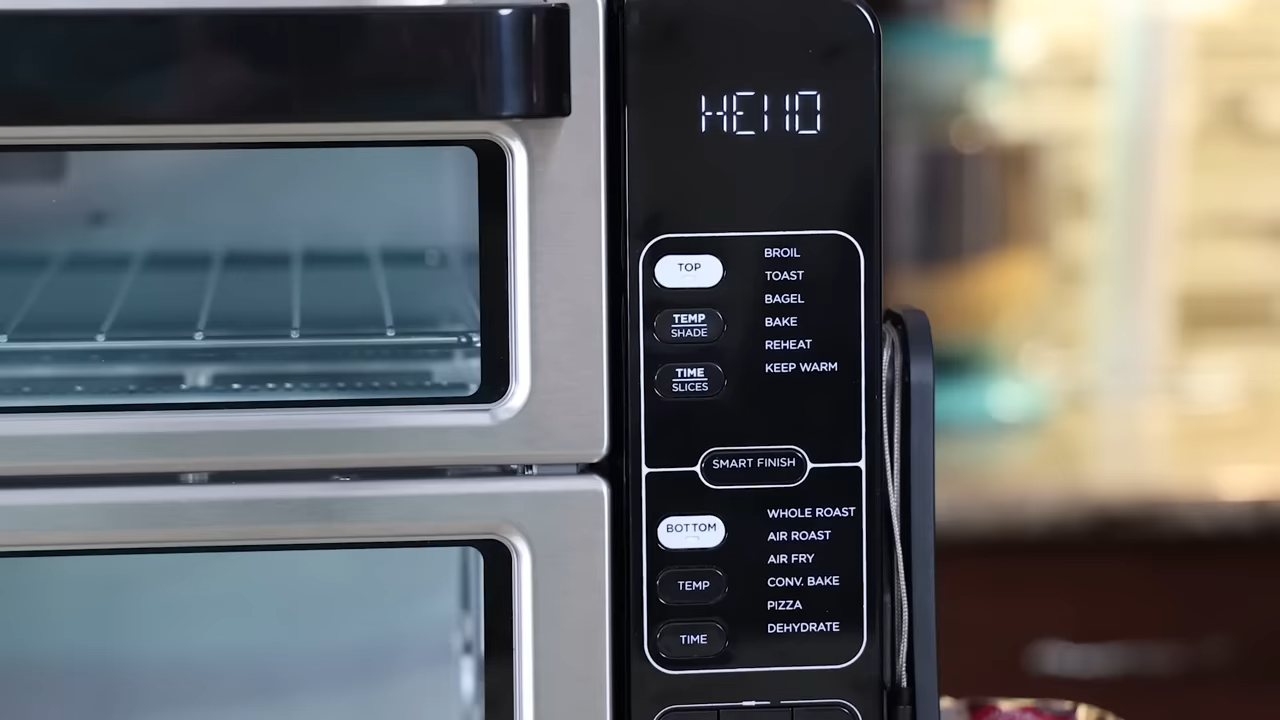 HEllO
TOP
TEMP
SHADE
TIME
SLICES
BROIL
TOAST
BAGEL
BAKE
REHEAT
KEEP WARM
SMART FINISH
BOTTOM
TEMP
TIME
WHOLE ROAST
AIR ROAST
AIR FRY
CONV. BAKE
PIZZA
DEHYDRATE